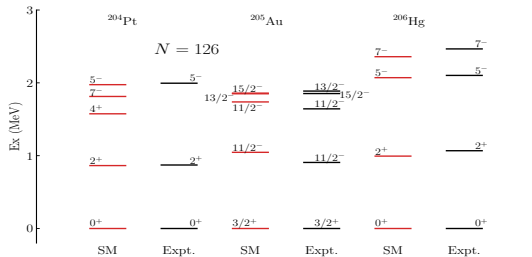 3
²⁰⁴Pt ²⁰⁵Au ²⁰⁶Hg
N = 126
7⁻ 7⁻
5⁻ 5⁻
2
5⁻ 5⁻ 15/2⁻ 13/2⁻
7⁻ 13/2⁻ 15/2⁻
4⁺ 11/2⁻ 11/2⁻
Ex (MeV)
1
2⁺ 2⁺ 11/2⁻ 11/2⁻ 2⁺ 2⁺
0
0⁺ 0⁺ 3/2⁺ 3/2⁺ 0⁺ 0⁺
SM Expt. SM Expt. SM Expt.